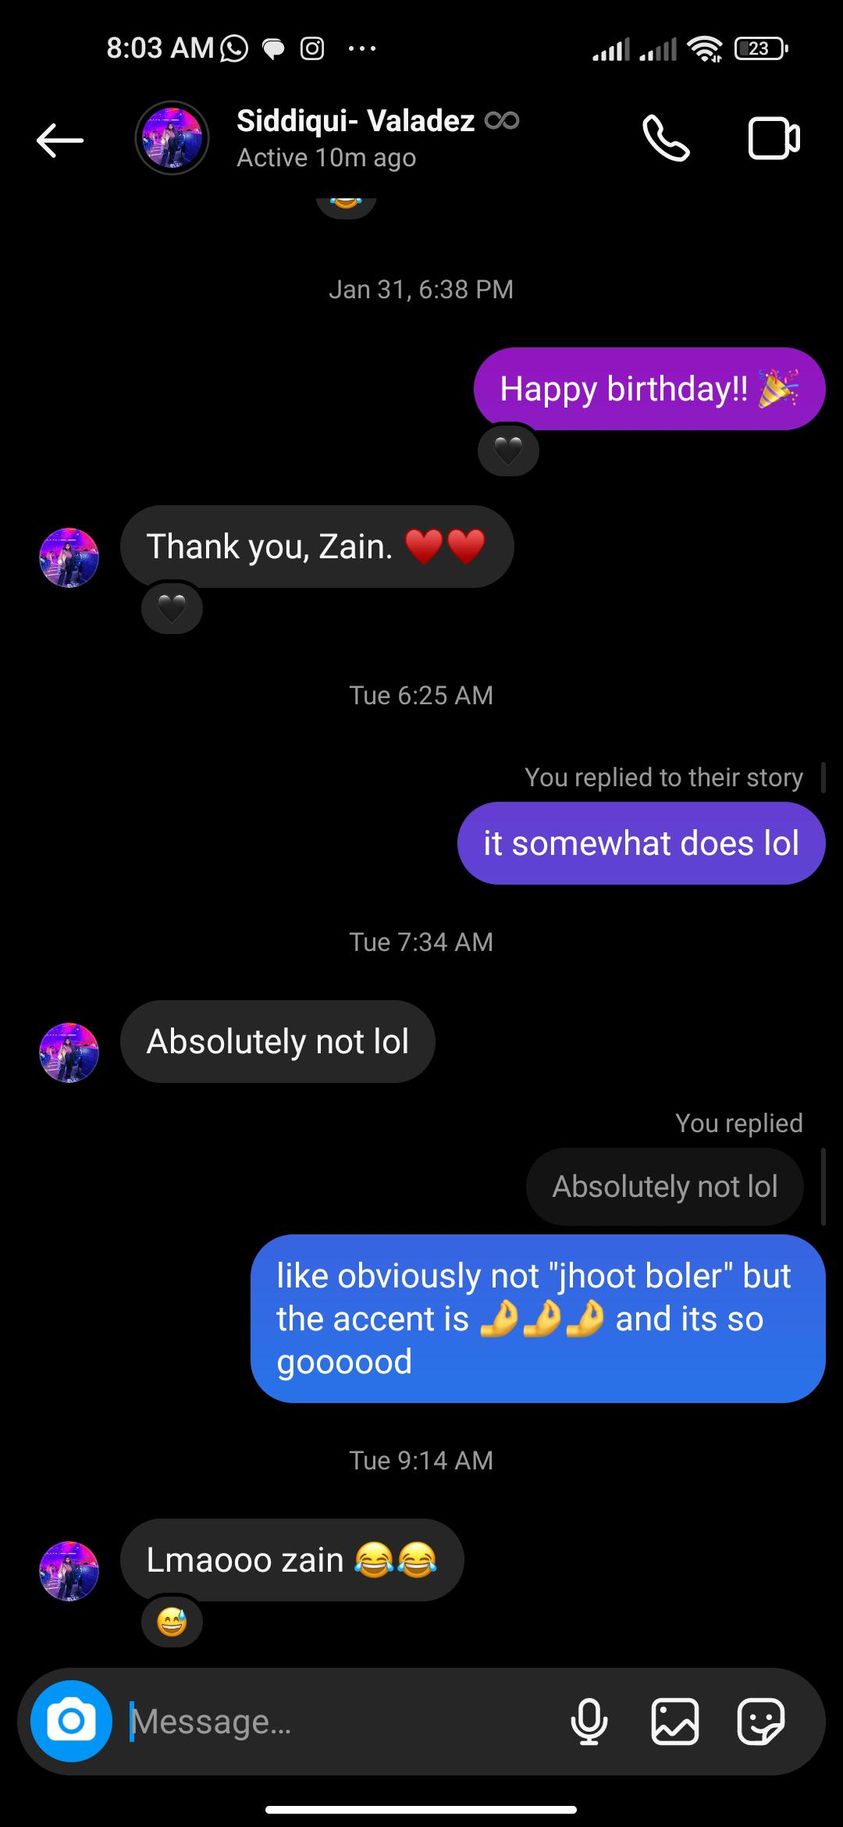 8:03 AM ... 23
Siddiqui- Valadez ∞
Active 10m ago
😂
Jan 31, 6:38 PM
Happy birthday!! 🎉
🖤
Thank you, Zain. ♥️♥️
🖤
Tue 6:25 AM
You replied to their story
it somewhat does lol
Tue 7:34 AM
Absolutely not lol
You replied
Absolutely not lol
like obviously not "jhoot boler" but
the accent is 🤌🤌🤌 and its so
goooood
Tue 9:14 AM
Lmaooo zain 😂😂
😅
Message...